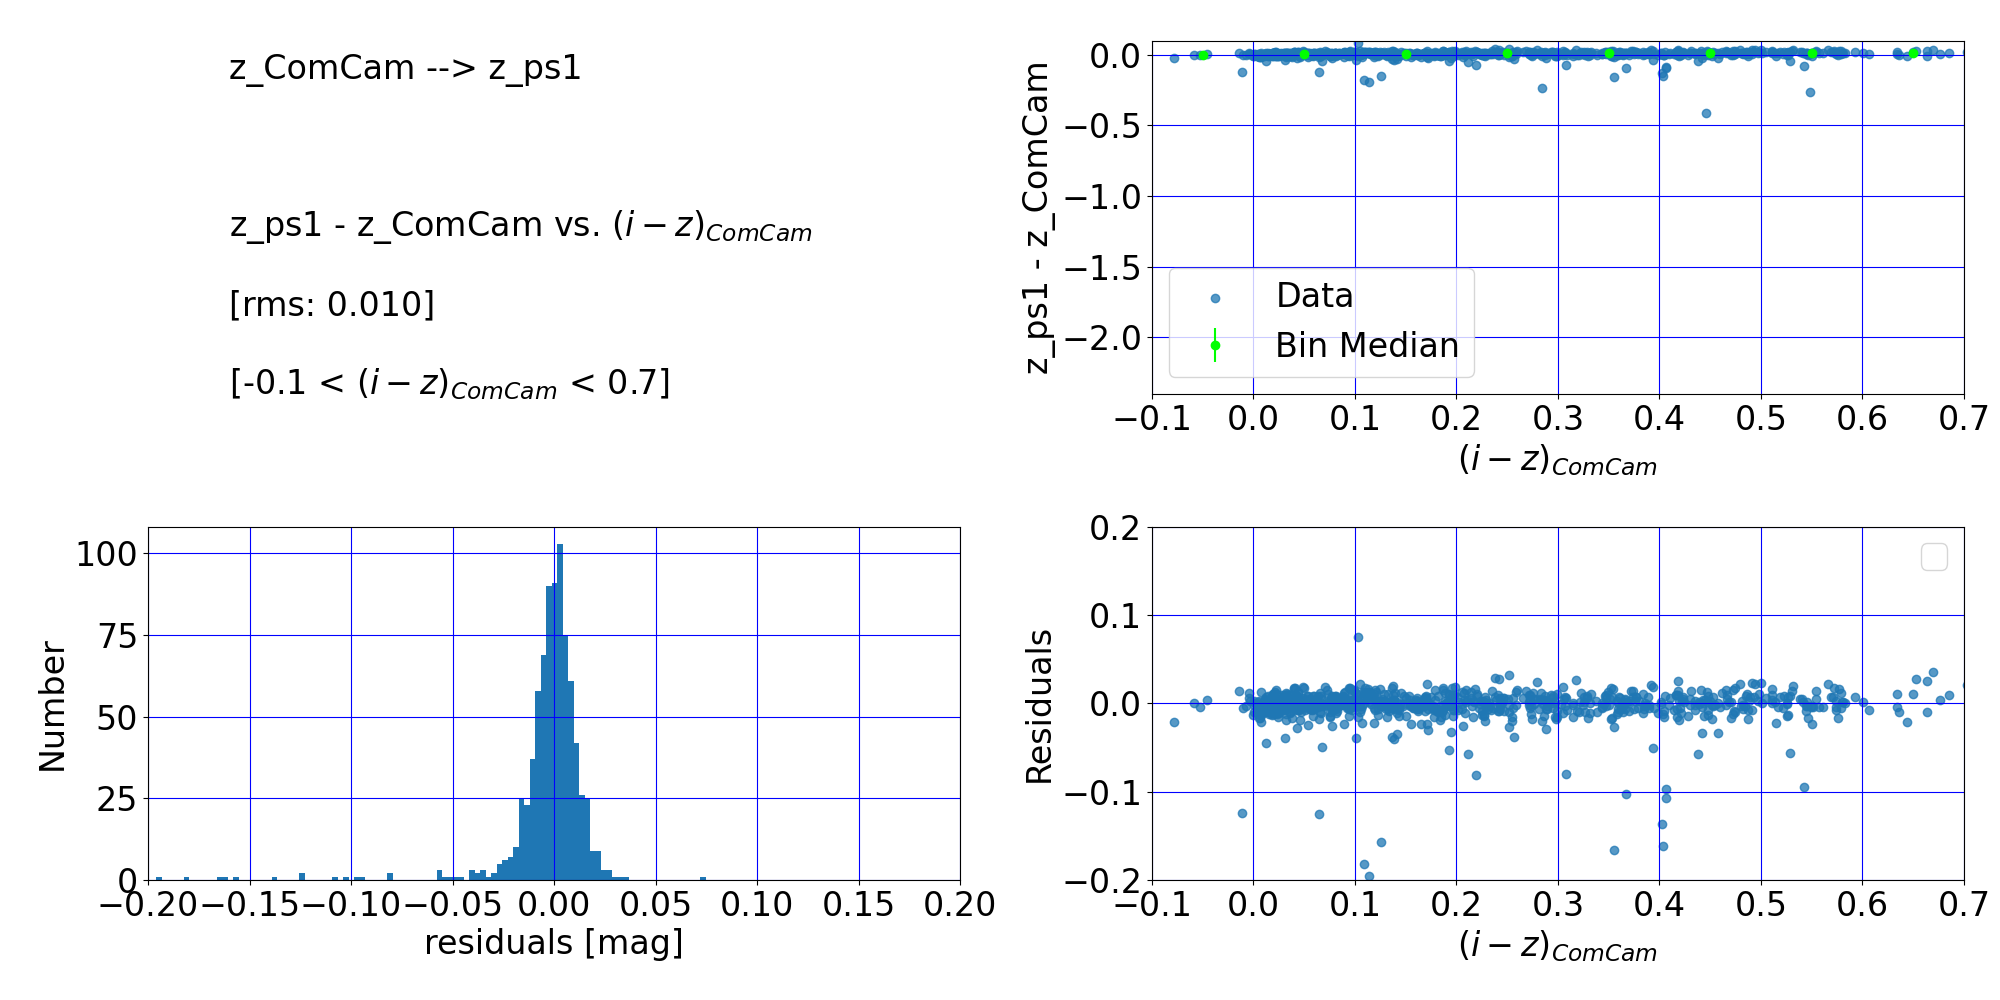 z_ComCam --> z_ps1
z_ps1 - z_ComCam vs. (i − z)ComCam
[rms: 0.010]
[-0.1 < (i − z)ComCam < 0.7]
z_ps1 - z_ComCam
0.0
−0.5
−1.0
−1.5
−2.0
Data
Bin Median
−0.1 0.0 0.1 0.2 0.3 0.4 0.5 0.6 0.7
(i − z)ComCam
Number
100
75
50
25
0
−0.20 −0.15 −0.10 −0.05 0.00 0.05 0.10 0.15 0.20
residuals [mag]
Residuals
0.2
0.1
0.0
−0.1
−0.2
−0.1 0.0 0.1 0.2 0.3 0.4 0.5 0.6 0.7
(i − z)ComCam